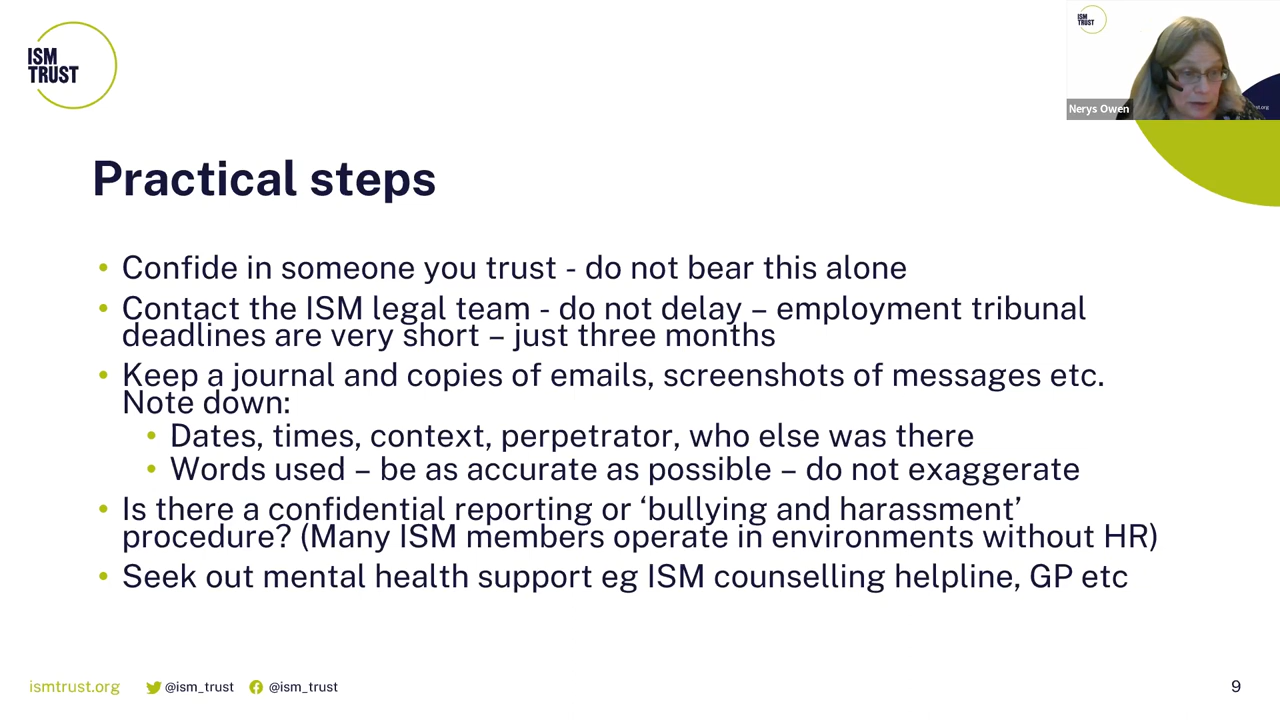 ISM
TRUST
ISM
TRUST
Nerys Owen
Practical steps
• Confide in someone you trust - do not bear this alone
• Contact the ISM legal team - do not delay – employment tribunal
deadlines are very short – just three months
• Keep a journal and copies of emails, screenshots of messages etc.
Note down:
• Dates, times, context, perpetrator, who else was there
• Words used – be as accurate as possible – do not exaggerate
• Is there a confidential reporting or ‘bullying and harassment’
procedure? (Many ISM members operate in environments without HR)
• Seek out mental health support eg ISM counselling helpline, GP etc
ismtrust.org @ism_trust @ism_trust 9